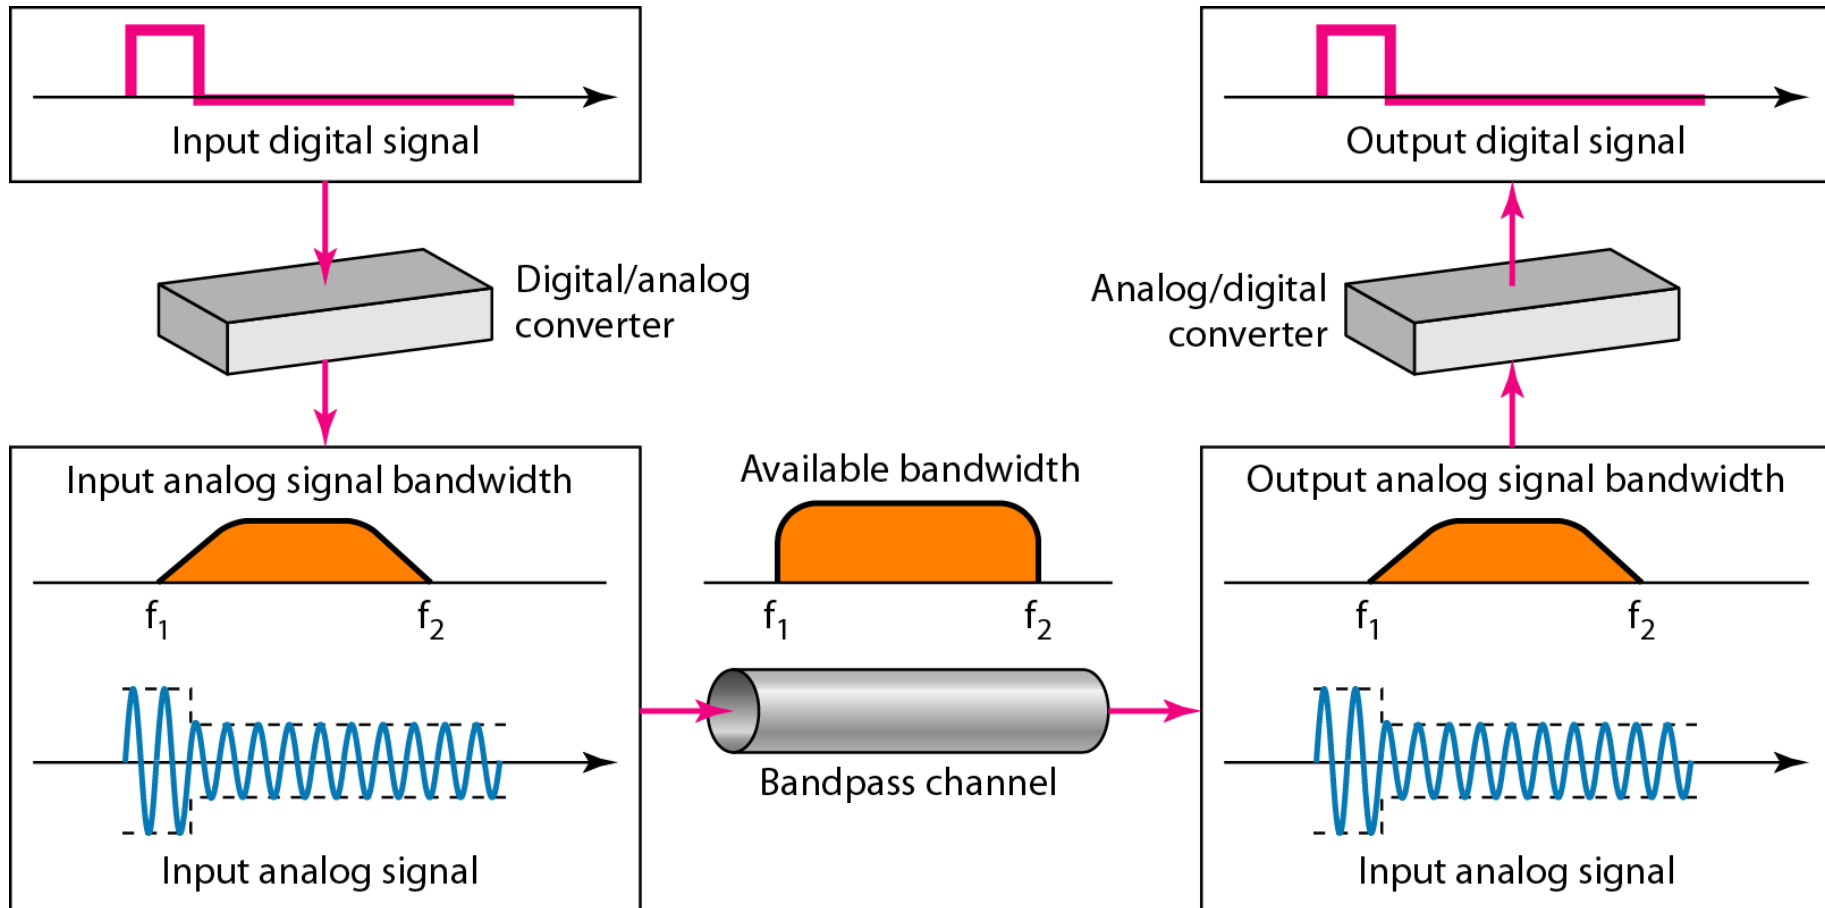 Input digital signal
Output digital signal
Digital/analog
converter
Analog/digital
converter
Input analog signal bandwidth
f₁
f₂
Input analog signal
Available bandwidth
f₁
f₂
Bandpass channel
Output analog signal bandwidth
f₁
f₂
Input analog signal